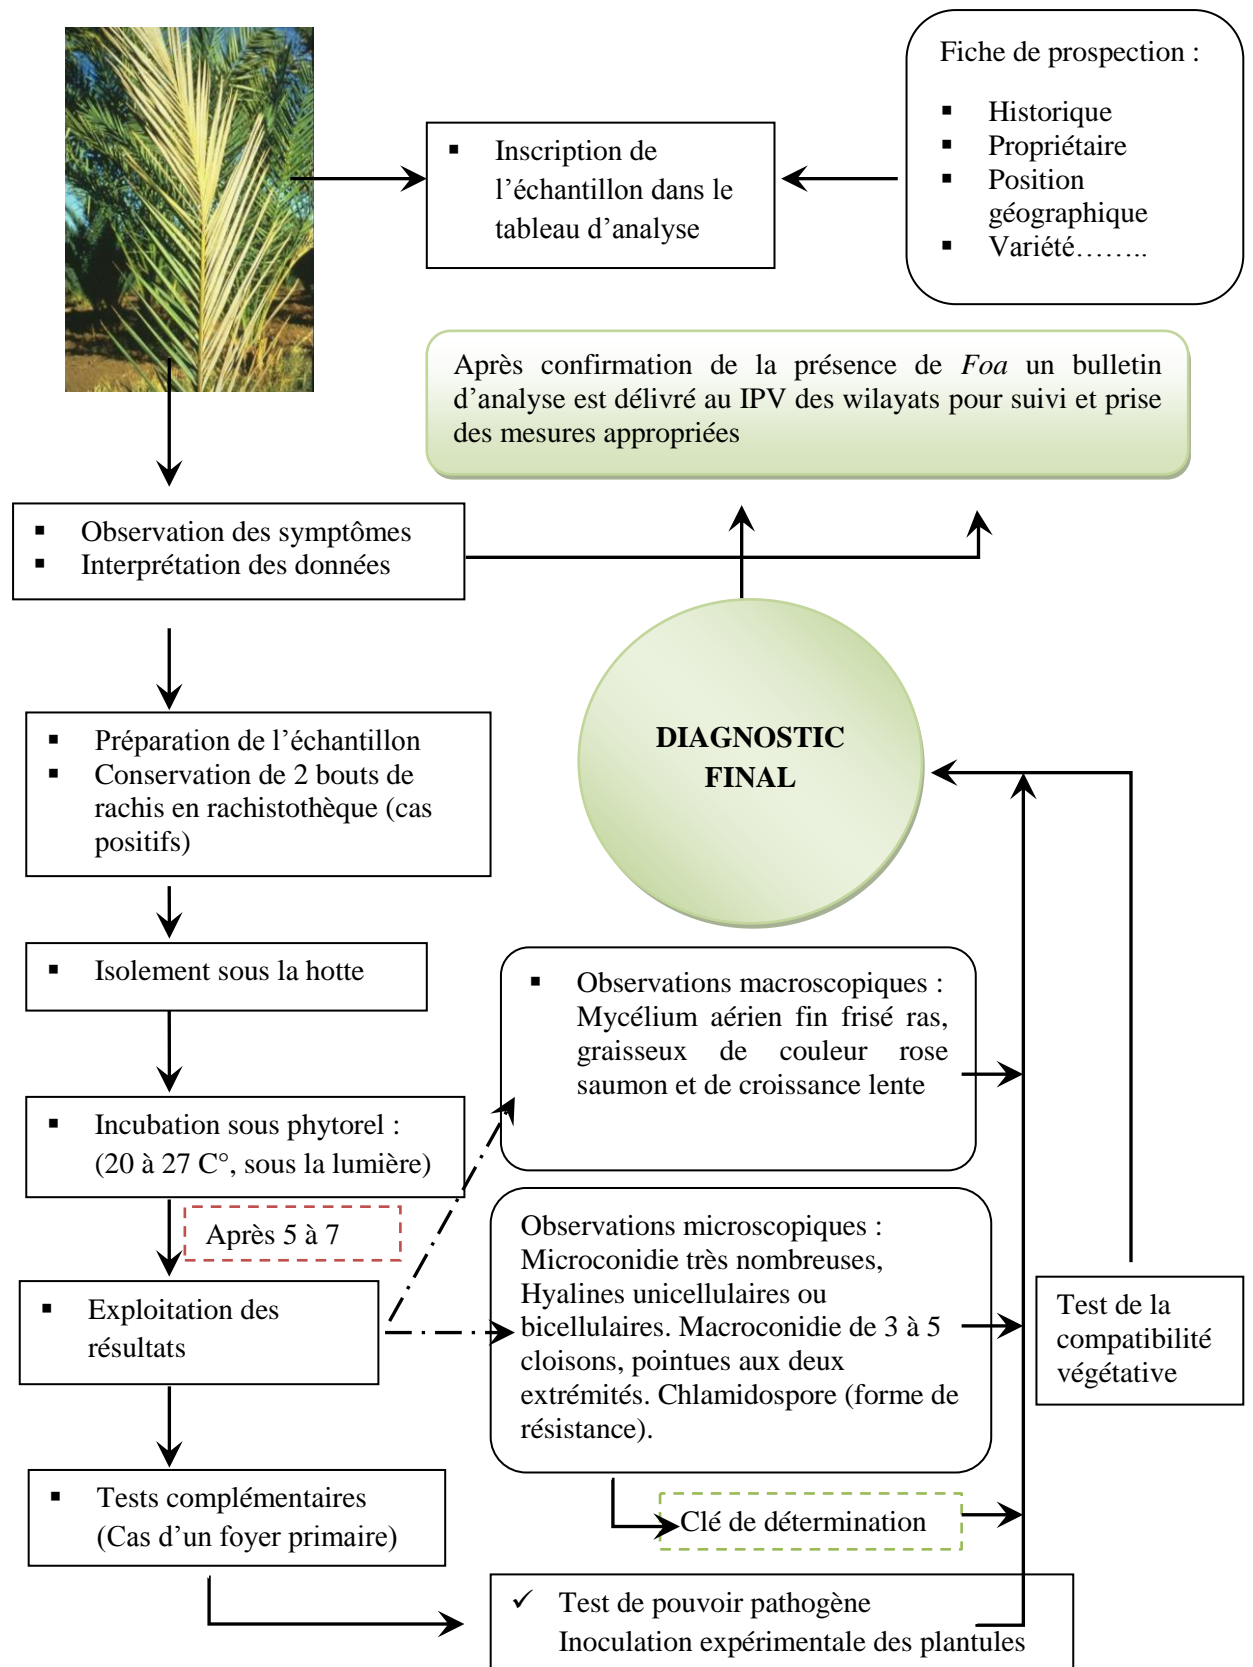 Fiche de prospection :
▪ Historique
▪ Propriétaire
▪ Position
géographique
▪ Variété……..
▪ Inscription de
l’échantillon dans le
tableau d’analyse
Après confirmation de la présence de Foa un bulletin
d’analyse est délivré au IPV des wilayats pour suivi et prise
des mesures appropriées
▪ Observation des symptômes
▪ Interprétation des données
DIAGNOSTIC
FINAL
▪ Préparation de l’échantillon
▪ Conservation de 2 bouts de
rachis en rachistothèque (cas
positifs)
▪ Isolement sous la hotte
▪ Observations macroscopiques :
Mycélium aérien fin frisé ras,
graisseux de couleur rose
saumon et de croissance lente
▪ Incubation sous phytorel :
(20 à 27 C°, sous la lumière)
Après 5 à 7
Observations microscopiques :
Microconidie très nombreuses,
Hyalines unicellulaires ou
bicellulaires. Macroconidie de 3 à 5
cloisons, pointues aux deux
extrémités. Chlamidospore (forme de
résistance).
▪ Exploitation des
résultats
Test de la
compatibilité
végétative
▪ Tests complémentaires
(Cas d’un foyer primaire)
Clé de détermination
✓ Test de pouvoir pathogène
Inoculation expérimentale des plantules